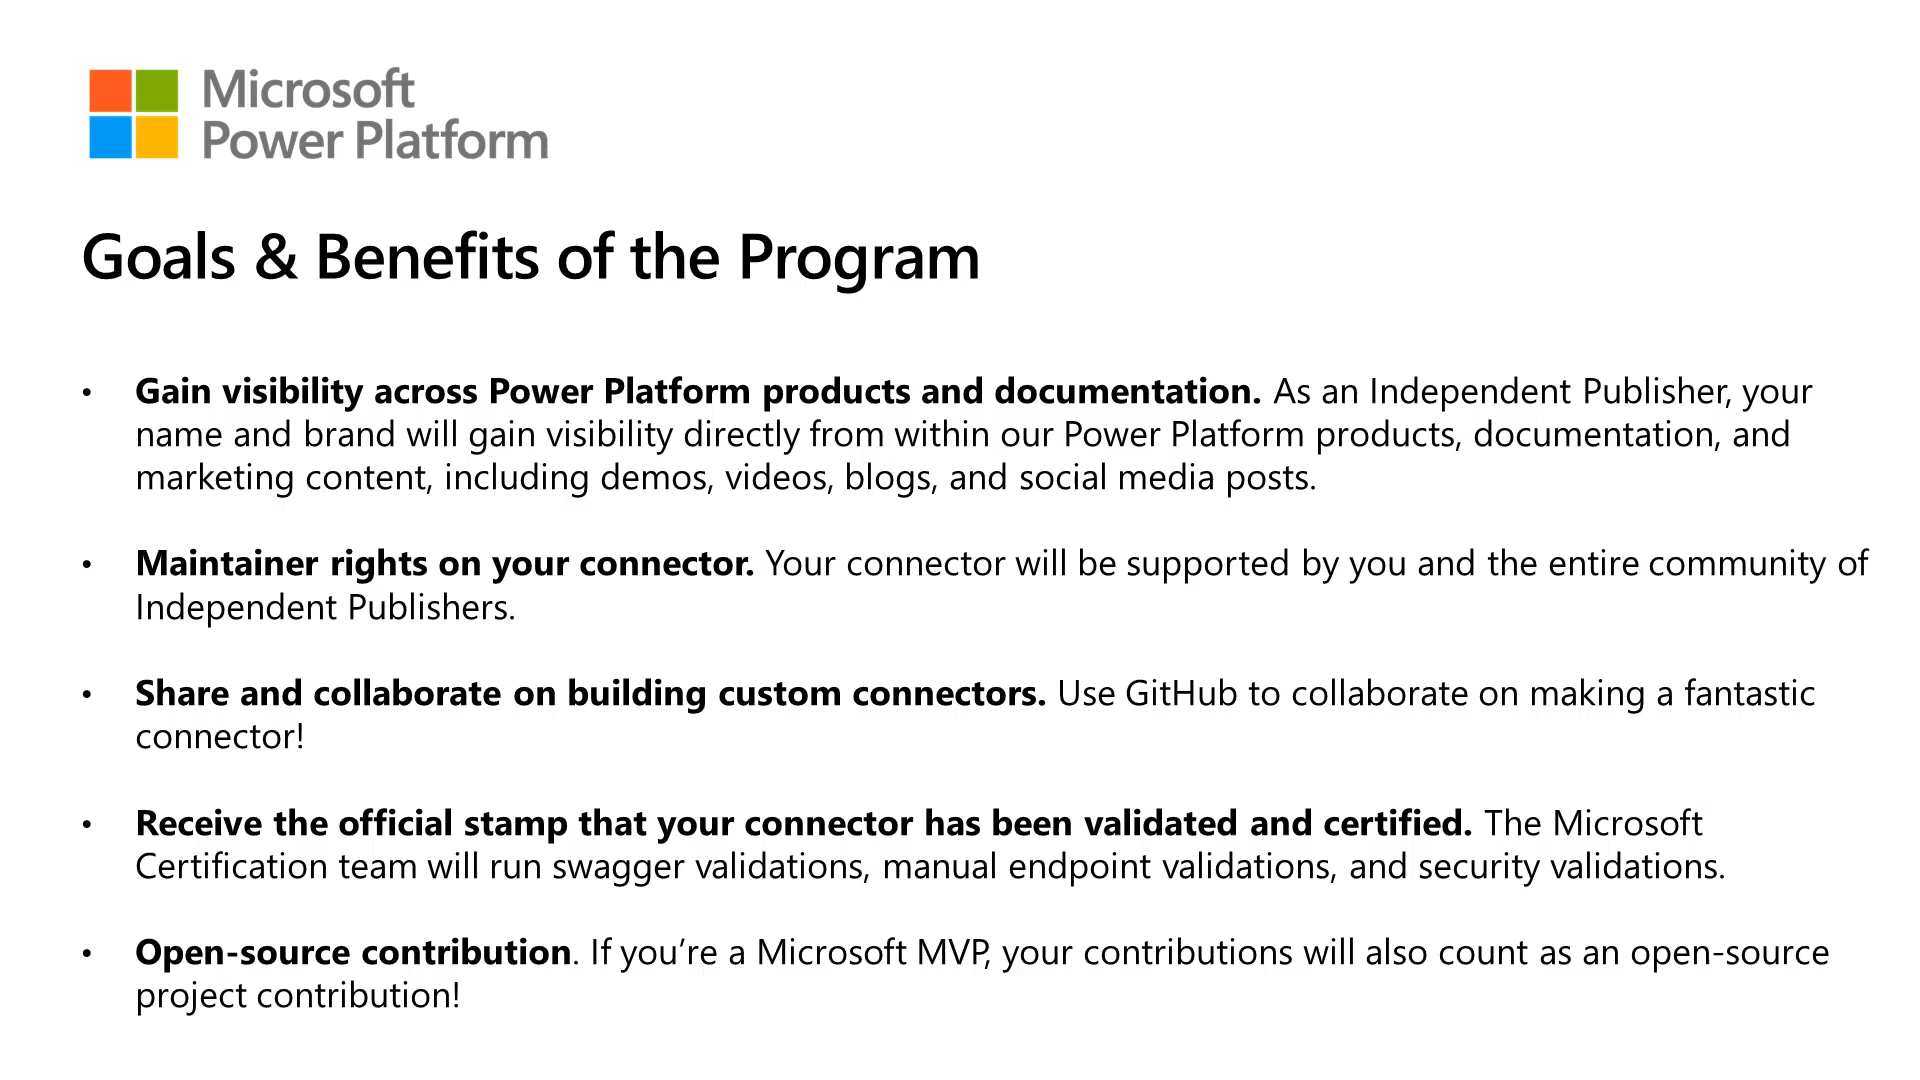 Microsoft
Power Platform
Goals & Benefits of the Program
• Gain visibility across Power Platform products and documentation. As an Independent Publisher, your
name and brand will gain visibility directly from within our Power Platform products, documentation, and
marketing content, including demos, videos, blogs, and social media posts.
• Maintainer rights on your connector. Your connector will be supported by you and the entire community of
Independent Publishers.
• Share and collaborate on building custom connectors. Use GitHub to collaborate on making a fantastic
connector!
• Receive the official stamp that your connector has been validated and certified. The Microsoft
Certification team will run swagger validations, manual endpoint validations, and security validations.
• Open-source contribution. If you’re a Microsoft MVP, your contributions will also count as an open-source
project contribution!